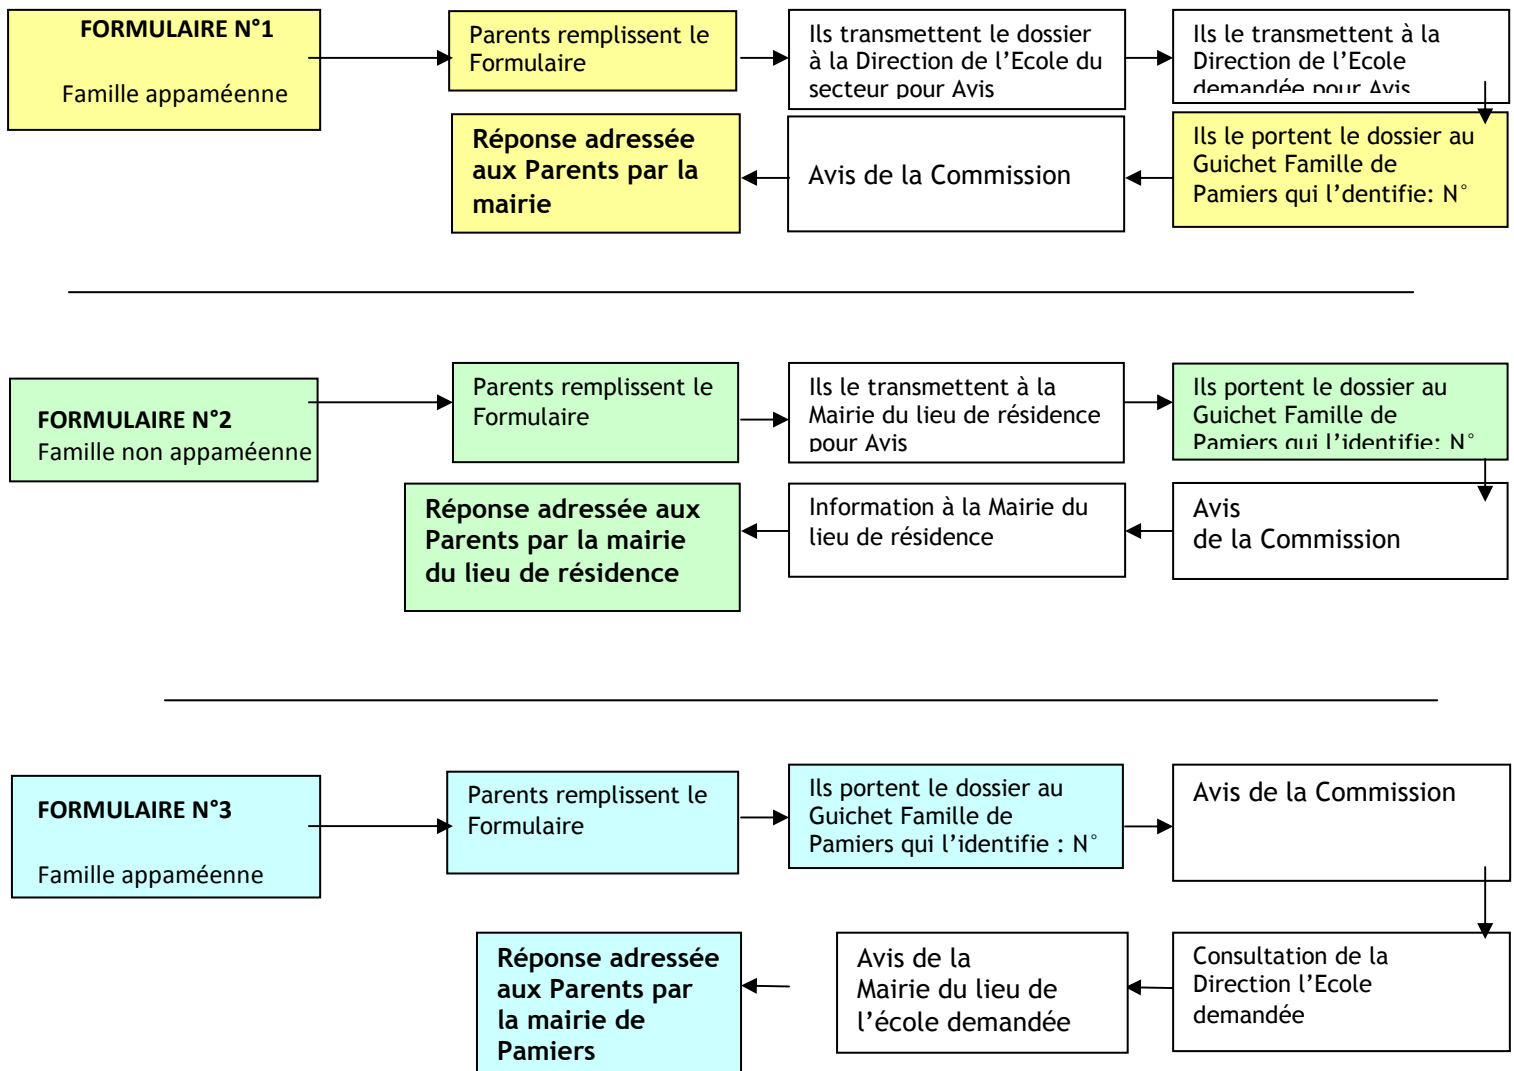 FORMULAIRE N°1
Famille appaméenne
Parents remplissent le
Formulaire
Ils transmettent le dossier
à la Direction de l’Ecole du
secteur pour Avis
Ils le transmettent à la
Direction de l’Ecole
demandée pour Avis
Ils le portent le dossier au
Guichet Famille de
Pamiers qui l’dentifie: N°
Avis de la Commission
Réponse adressée
aux Parents par la
mairie
FORMULAIRE N°2
Famille non appaméenne
Parents remplissent le
Formulaire
Ils le transmettent à la
Mairie du lieu de résidence
pour Avis
Ils portent le dossier au
Guichet Famille de
Pamiers qui l’identifie: N°
Avis
de la Commission
Information à la Mairie du
lieu de résidence
Réponse adressée aux
Parents par la mairie
du lieu de résidence
FORMULAIRE N°3
Famille appaméenne
Parents remplissent le
Formulaire
Ils portent le dossier au
Guichet Famille de
Pamiers qui l’identifie : N°
Avis de la Commission
Consultation de la
Direction l’Ecole
demandée
Avis de la
Mairie du lieu de
l’école demandée
Réponse adressée
aux Parents par
la mairie de
Pamiers